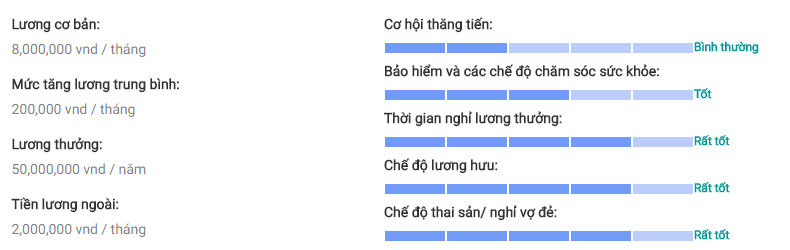 Lương cơ bản:
8,000,000 vnd / tháng
Mức tăng lương trung bình:
200,000 vnd / tháng
Lương thưởng:
50,000,000 vnd / năm
Tiền lương ngoài:
2,000,000 vnd / tháng
Cơ hội thăng tiến:
Bình thường
Bảo hiểm và các chế độ chăm sóc sức khỏe:
Tốt
Thời gian nghỉ lương thưởng:
Rất tốt
Chế độ lương hưu:
Rất tốt
Chế độ thai sản/ nghỉ vợ đẻ:
Rất tốt